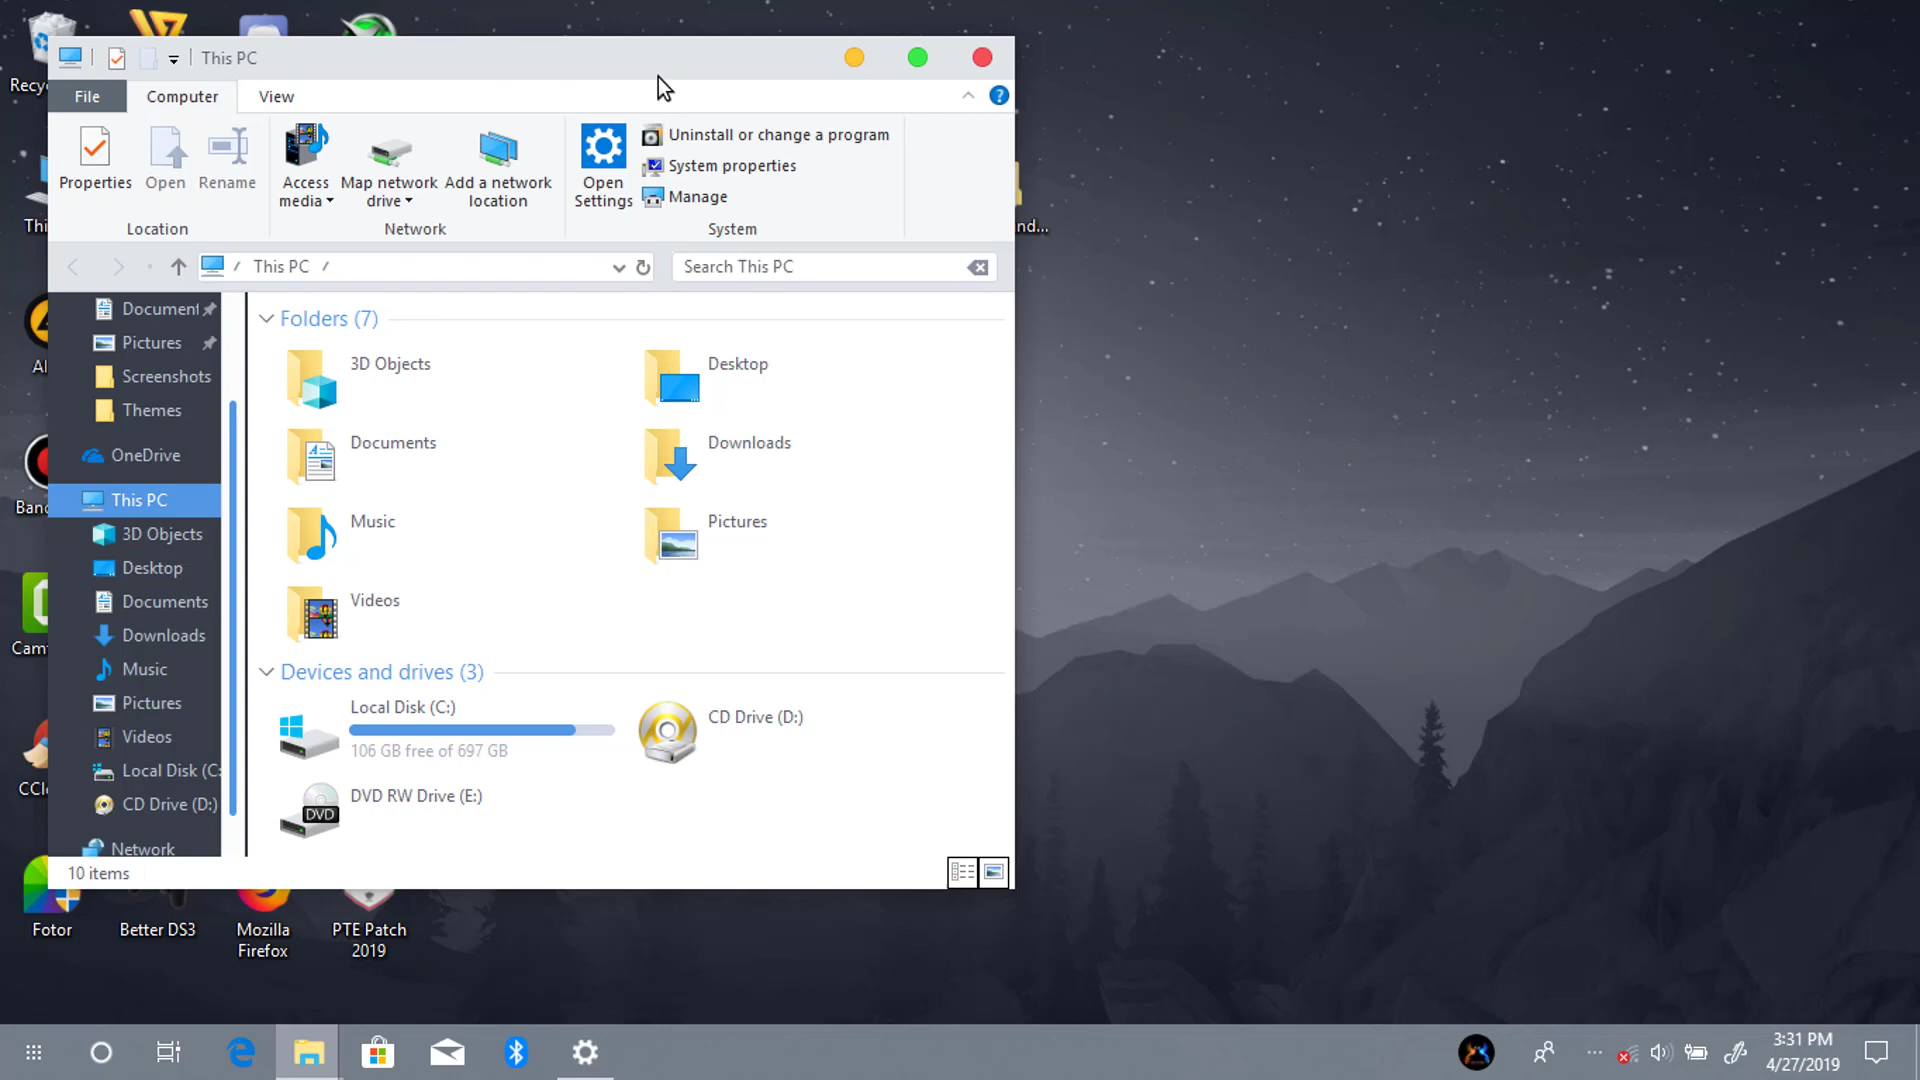 This PC
File
Computer
View
Properties
Open
Rename
Access media
Map network drive
Add a network location
Open Settings
Uninstall or change a program
System properties
Manage
Location
Network
System
/ This PC /
Search This PC
Document
Pictures
Screenshots
Themes
OneDrive
This PC
3D Objects
Desktop
Documents
Downloads
Music
Pictures
Videos
Local Disk (C:
CD Drive (D:)
Network
Folders (7)
3D Objects
Desktop
Documents
Downloads
Music
Pictures
Videos
Devices and drives (3)
Local Disk (C:)
106 GB free of 697 GB
CD Drive (D:)
DVD
DVD RW Drive (E:)
10 items
Recy
Thi
Al
Camt
nd...
Fotor
Better DS3
Mozilla
Firefox
PTE Patch
2019
3:31 PM
4/27/2019